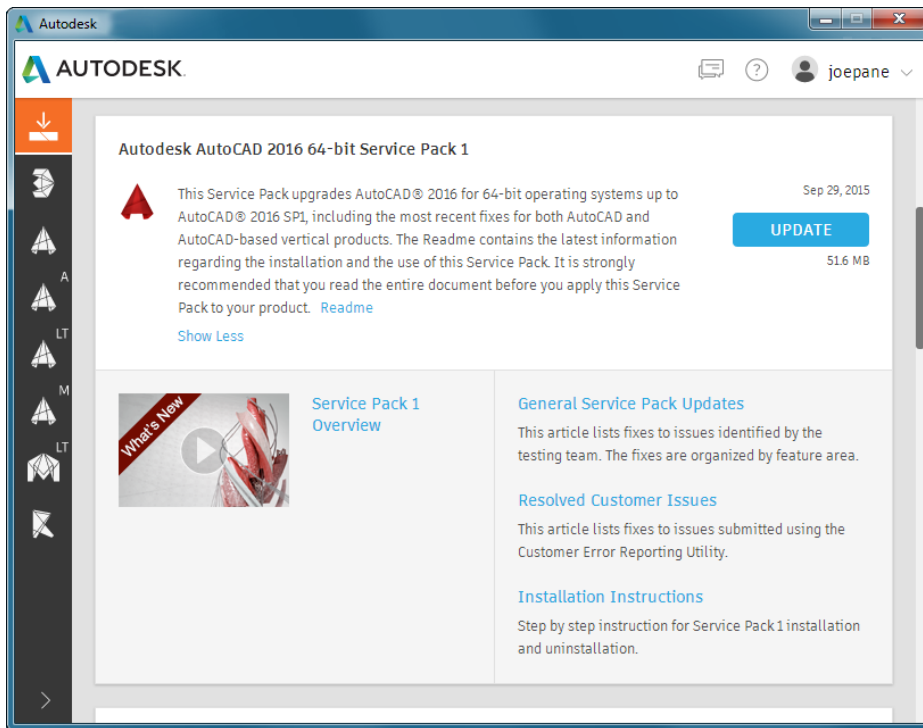 Autodesk
AUTODESK.
joepane
Autodesk AutoCAD 2016 64-bit Service Pack 1
This Service Pack upgrades AutoCAD® 2016 for 64-bit operating systems up to
AutoCAD® 2016 SP1, including the most recent fixes for both AutoCAD and
AutoCAD-based vertical products. The Readme contains the latest information
regarding the installation and the use of this Service Pack. It is strongly
recommended that you read the entire document before you apply this Service
Pack to your product. Readme
Show Less
Sep 29, 2015
UPDATE
51.6 MB
A
LT
M
LT
What's New
Service Pack 1
Overview
General Service Pack Updates
This article lists fixes to issues identified by the
testing team. The fixes are organized by feature area.
Resolved Customer Issues
This article lists fixes to issues submitted using the
Customer Error Reporting Utility.
Installation Instructions
Step by step instruction for Service Pack 1 installation
and uninstallation.